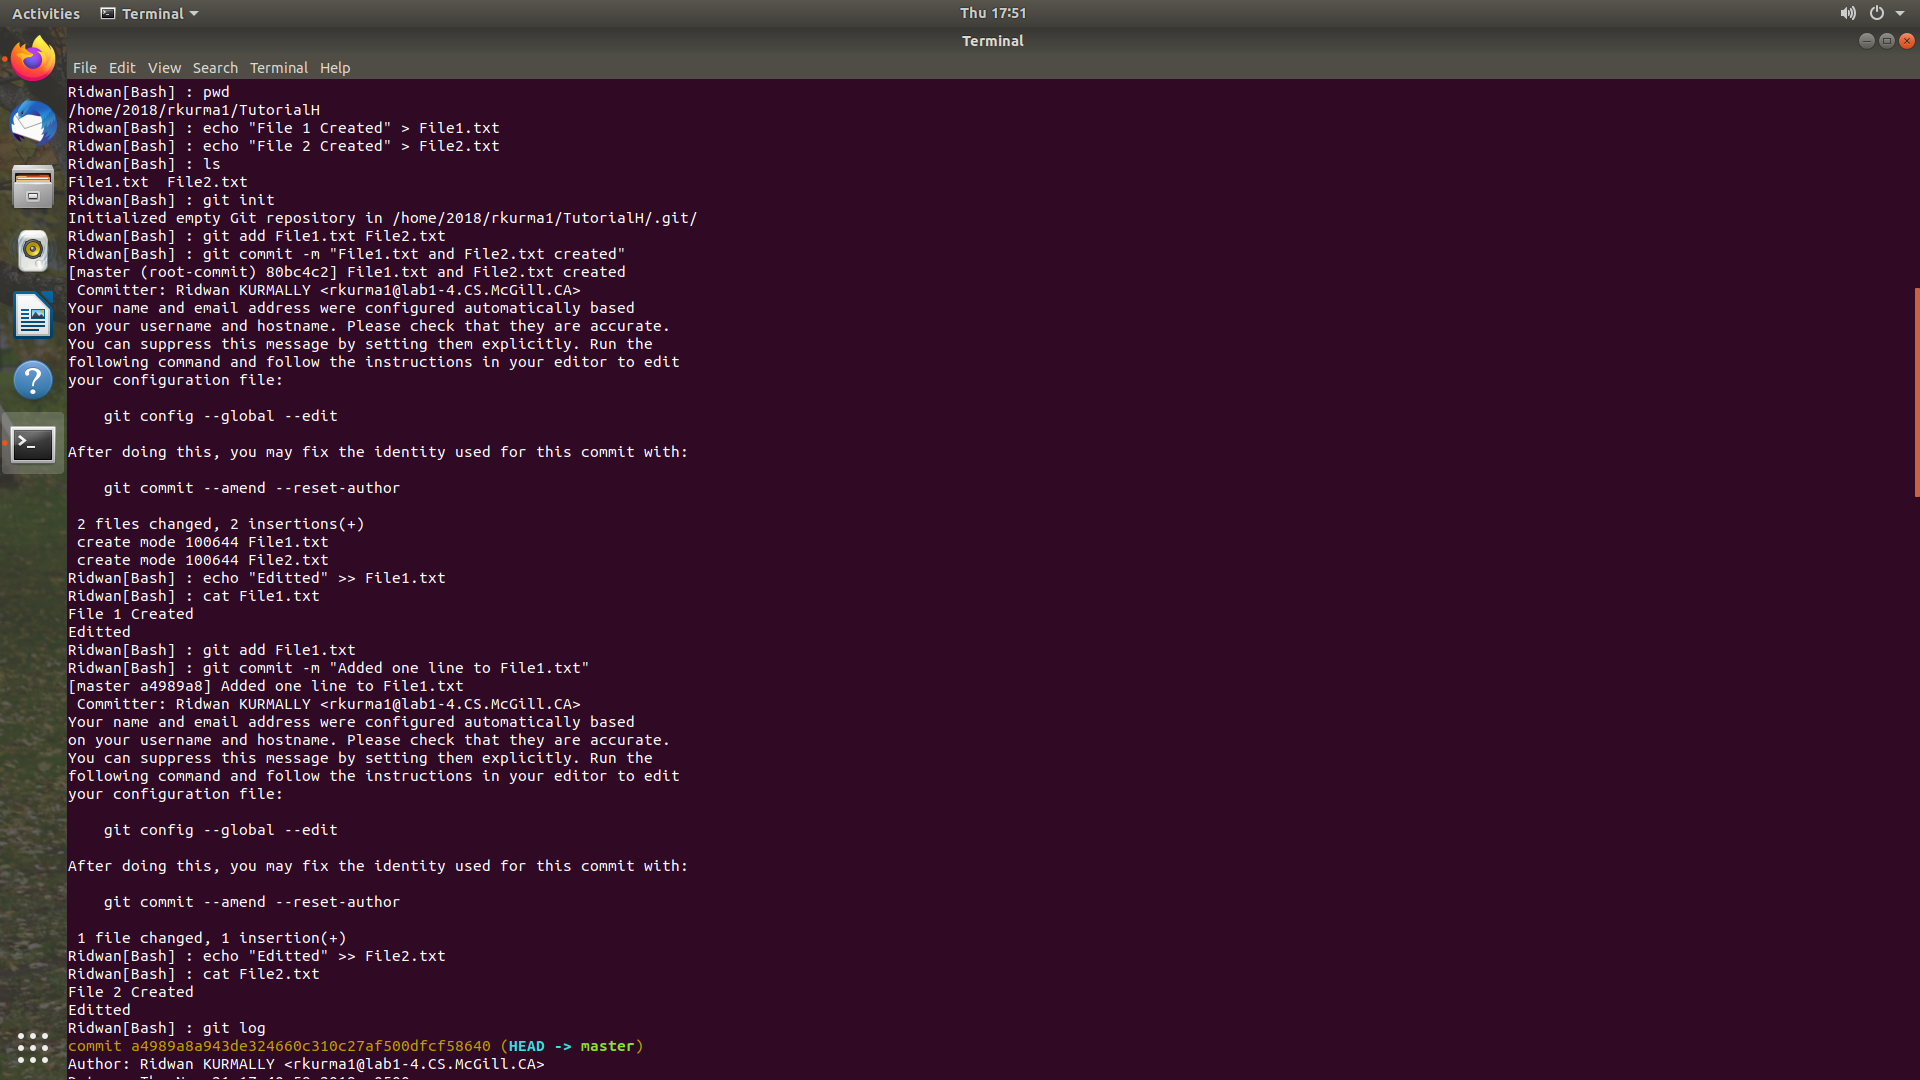 Activities Terminal Thu 17:51
Terminal
File Edit View Search Terminal Help
Ridwan[Bash] : pwd
/home/2018/rkurma1/TutorialH
Ridwan[Bash] : echo "File 1 Created" > File1.txt
Ridwan[Bash] : echo "File 2 Created" > File2.txt
Ridwan[Bash] : ls
File1.txt  File2.txt
Ridwan[Bash] : git init
Initialized empty Git repository in /home/2018/rkurma1/TutorialH/.git/
Ridwan[Bash] : git add File1.txt File2.txt
Ridwan[Bash] : git commit -m "File1.txt and File2.txt created"
[master (root-commit) 80bc4c2] File1.txt and File2.txt created
 Committer: Ridwan KURMALLY <rkurma1@lab1-4.CS.McGill.CA>
Your name and email address were configured automatically based
on your username and hostname. Please check that they are accurate.
You can suppress this message by setting them explicitly. Run the
following command and follow the instructions in your editor to edit
your configuration file:
    git config --global --edit
After doing this, you may fix the identity used for this commit with:
    git commit --amend --reset-author
 2 files changed, 2 insertions(+)
 create mode 100644 File1.txt
 create mode 100644 File2.txt
Ridwan[Bash] : echo "Editted" >> File1.txt
Ridwan[Bash] : cat File1.txt
File 1 Created
Editted
Ridwan[Bash] : git add File1.txt
Ridwan[Bash] : git commit -m "Added one line to File1.txt"
[master a4989a8] Added one line to File1.txt
 Committer: Ridwan KURMALLY <rkurma1@lab1-4.CS.McGill.CA>
Your name and email address were configured automatically based
on your username and hostname. Please check that they are accurate.
You can suppress this message by setting them explicitly. Run the
following command and follow the instructions in your editor to edit
your configuration file:
    git config --global --edit
After doing this, you may fix the identity used for this commit with:
    git commit --amend --reset-author
 1 file changed, 1 insertion(+)
Ridwan[Bash] : echo "Editted" >> File2.txt
Ridwan[Bash] : cat File2.txt
File 2 Created
Editted
Ridwan[Bash] : git log
commit a4989a8a943de324660c310c27af500dfcf58640 (HEAD -> master)
Author: Ridwan KURMALLY <rkurma1@lab1-4.CS.McGill.CA>